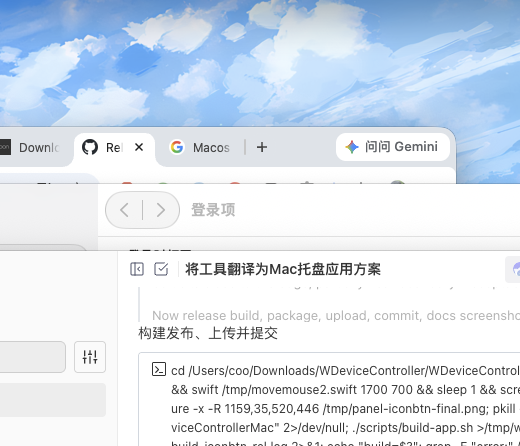 Downlo
Rel
Macos
问问 Gemini
登录项
将工具翻译为Mac托盘应用方案
Now release build, package, upload, commit, docs screensho
构建发布、上传并提交
cd /Users/coo/Downloads/WDeviceController/WDeviceControl
&& swift /tmp/movemouse2.swift 1700 700 && sleep 1 && scre
ure -x -R 1159,35,520,446 /tmp/panel-iconbtn-final.png; pkill
viceControllerMac" 2>/dev/null; ./scripts/build-app.sh >/tmp/w